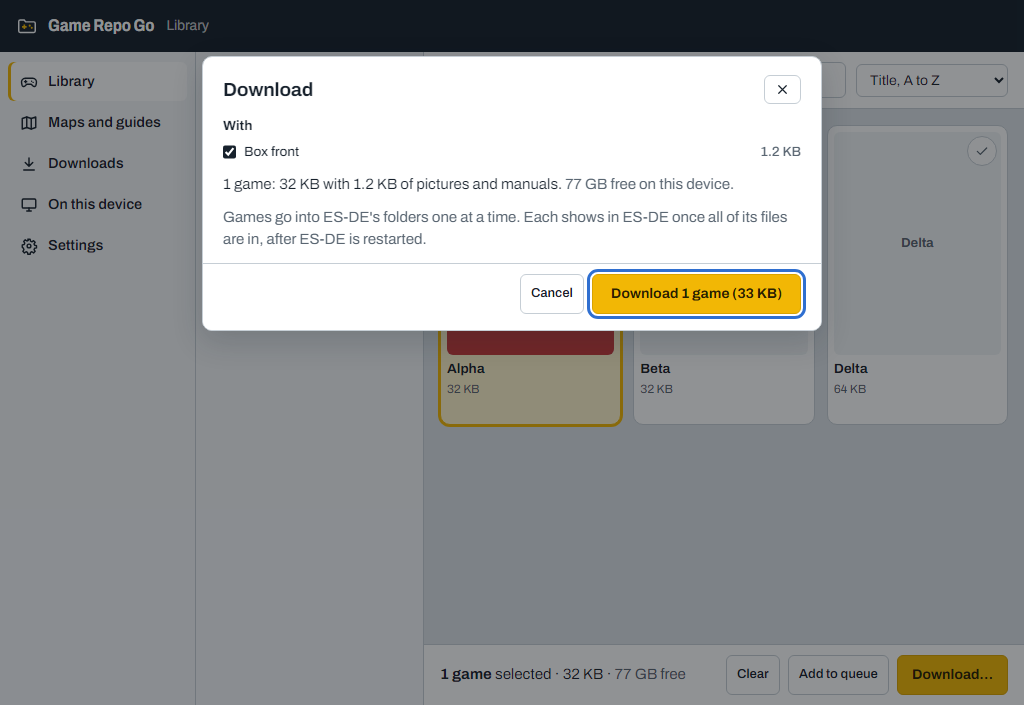 Game Repo Go Library
Library
Maps and guides
Downloads
On this device
Settings
Title, A to Z
Download
With
Box front 1.2 KB
1 game: 32 KB with 1.2 KB of pictures and manuals. 77 GB free on this device.
Games go into ES-DE's folders one at a time. Each shows in ES-DE once all of its files
are in, after ES-DE is restarted.
Cancel
Download 1 game (33 KB)
Delta
Alpha
32 KB
Beta
32 KB
Delta
64 KB
1 game selected · 32 KB · 77 GB free
Clear
Add to queue
Download...